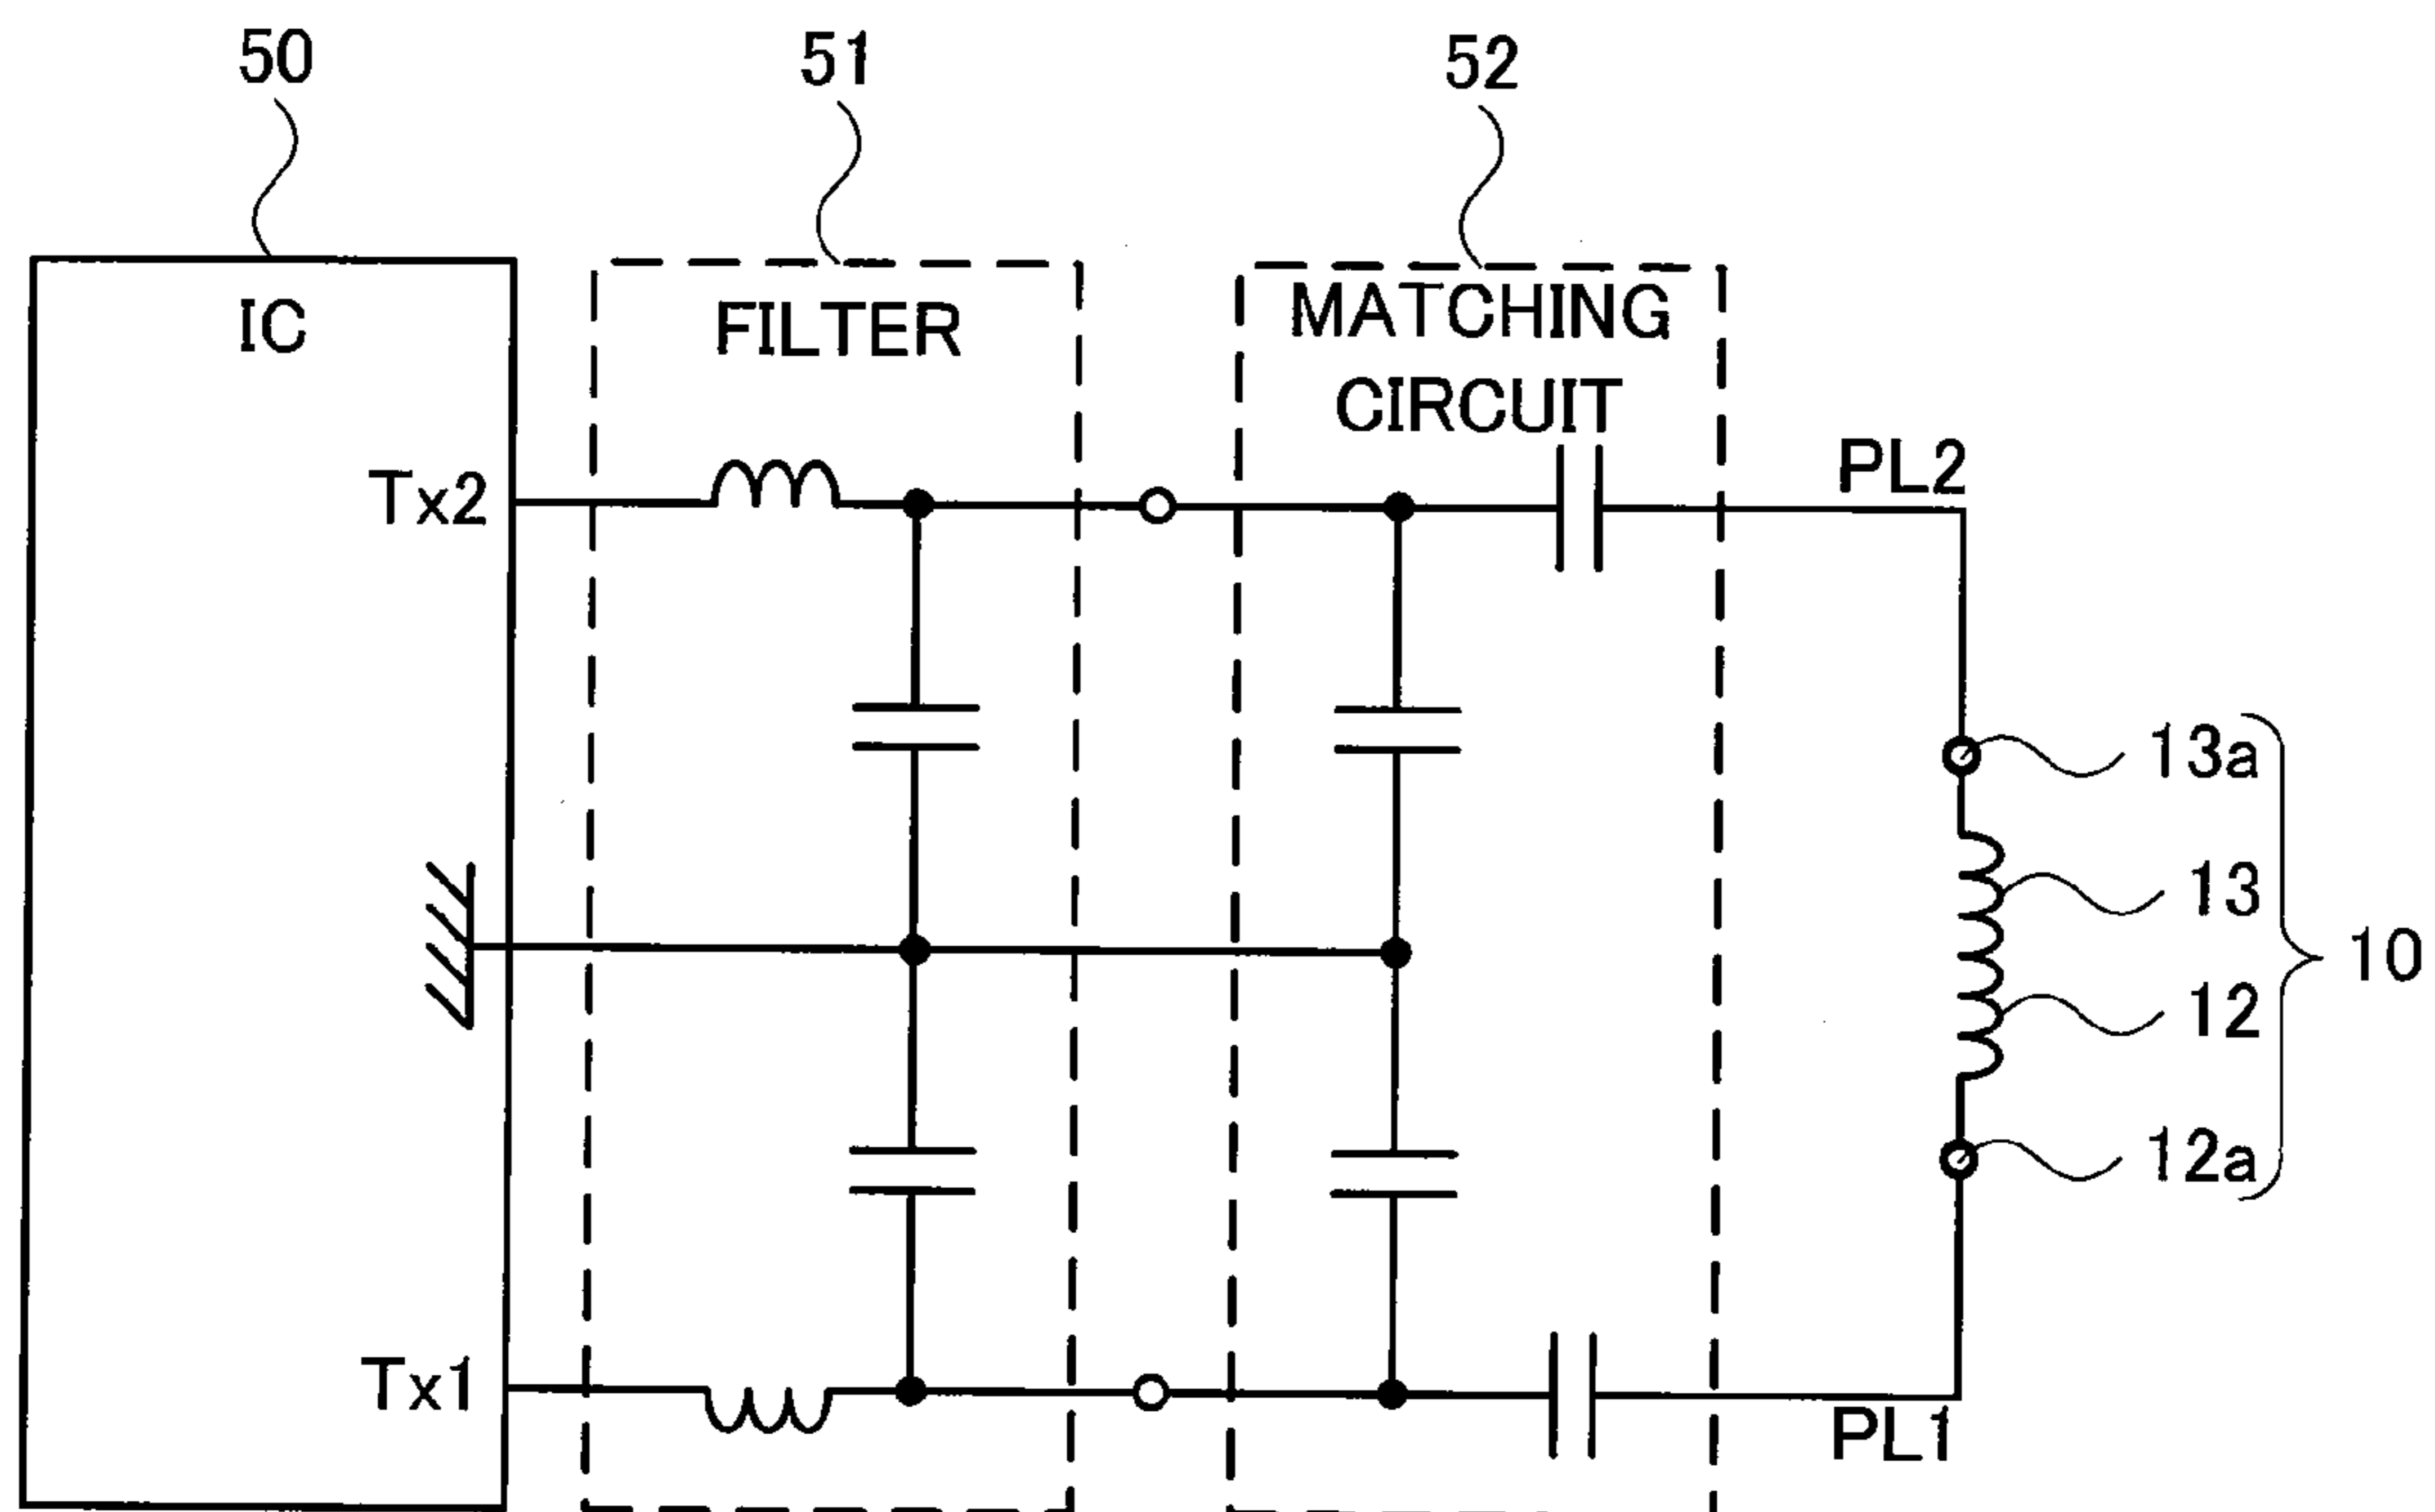 50
51
52
IC
FILTER
MATCHING
CIRCUIT
Tx2
PL2
13a
13
10
12
12a
Tx1
PL1